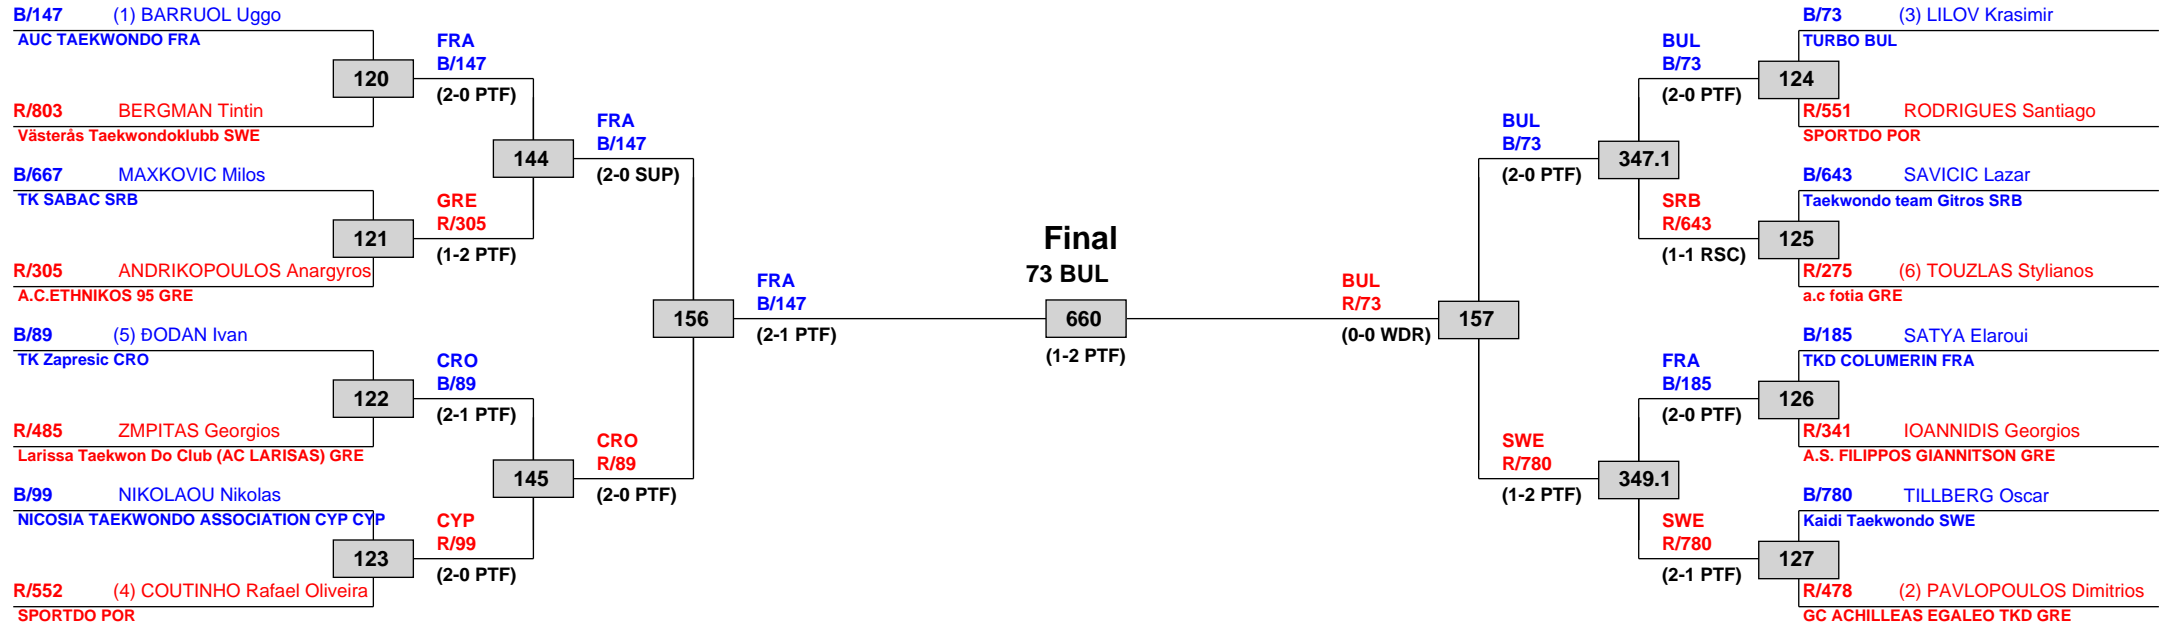 B/147 (1) BARRUOL Uggo
AUC TAEKWONDO FRA
120
R/803 BERGMAN Tintin
Västerås Taekwondoklubb SWE
B/667 MAXKOVIC Milos
TK SABAC SRB
121
R/305 ANDRIKOPOULOS Anargyros
A.C.ETHNIKOS 95 GRE
B/89 (5) ĐODAN Ivan
TK Zapresic CRO
122
R/485 ZMPITAS Georgios
Larissa Taekwon Do Club (AC LARISAS) GRE
B/99 NIKOLAOU Nikolas
NICOSIA TAEKWONDO ASSOCIATION CYP CYP
123
R/552 (4) COUTINHO Rafael Oliveira
SPORTDO POR
FRA
B/147
(2-0 PTF)
144
GRE
R/305
(1-2 PTF)
CRO
B/89
(2-1 PTF)
145
CYP
R/99
(2-0 PTF)
FRA
B/147
(2-0 SUP)
156
CRO
R/89
(2-0 PTF)
FRA
B/147
(2-1 PTF)
Final
73 BUL
660
(1-2 PTF)
BUL
R/73
(0-0 WDR)
157
BUL
B/73
(2-0 PTF)
SWE
R/780
(1-2 PTF)
347.1
349.1
BUL
B/73
(2-0 PTF)
SRB
R/643
(1-1 RSC)
FRA
B/185
(2-0 PTF)
SWE
R/780
(2-1 PTF)
B/73 (3) LILOV Krasimir
TURBO BUL
124
R/551 RODRIGUES Santiago
SPORTDO POR
B/643 SAVICIC Lazar
Taekwondo team Gitros SRB
125
R/275 (6) TOUZLAS Stylianos
a.c fotia GRE
B/185 SATYA Elaroui
TKD COLUMERIN FRA
126
R/341 IOANNIDIS Georgios
A.S. FILIPPOS GIANNITSON GRE
B/780 TILLBERG Oscar
Kaidi Taekwondo SWE
127
R/478 (2) PAVLOPOULOS Dimitrios
GC ACHILLEAS EGALEO TKD GRE